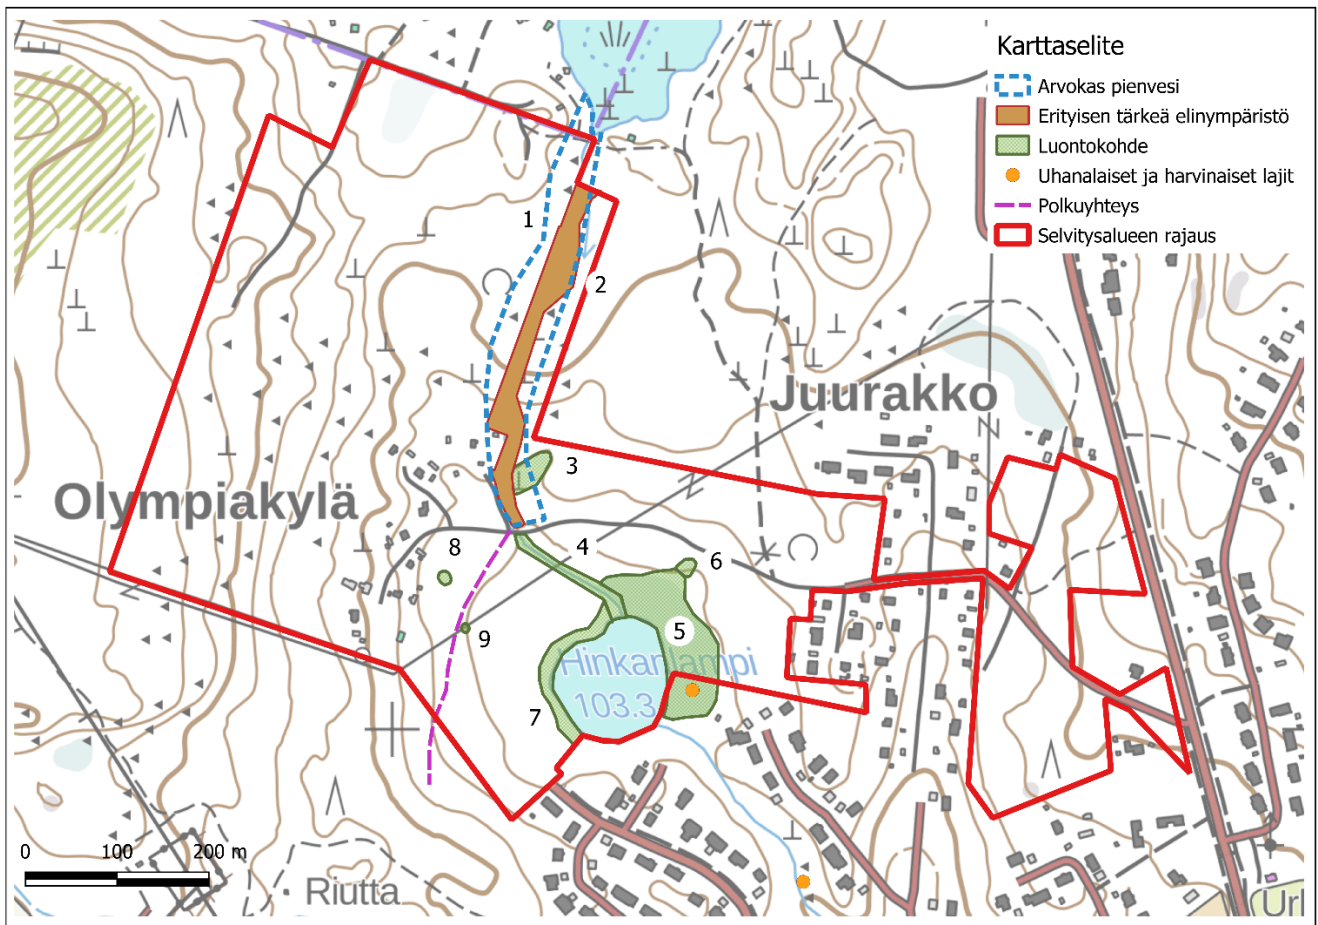 Karttaselite
Arvokas pienvesi
Erityisen tärkeä elinympäristö
Luontokohde
Uhanalaiset ja harvinaiset lajit
Polkuyhteys
Selvitysalueen rajaus
1
2
Juurakko
3
Olympiakylä
4
8
6
9
5
Hinkanlampi
103.3
7
0 100 200 m
Riutta
Url